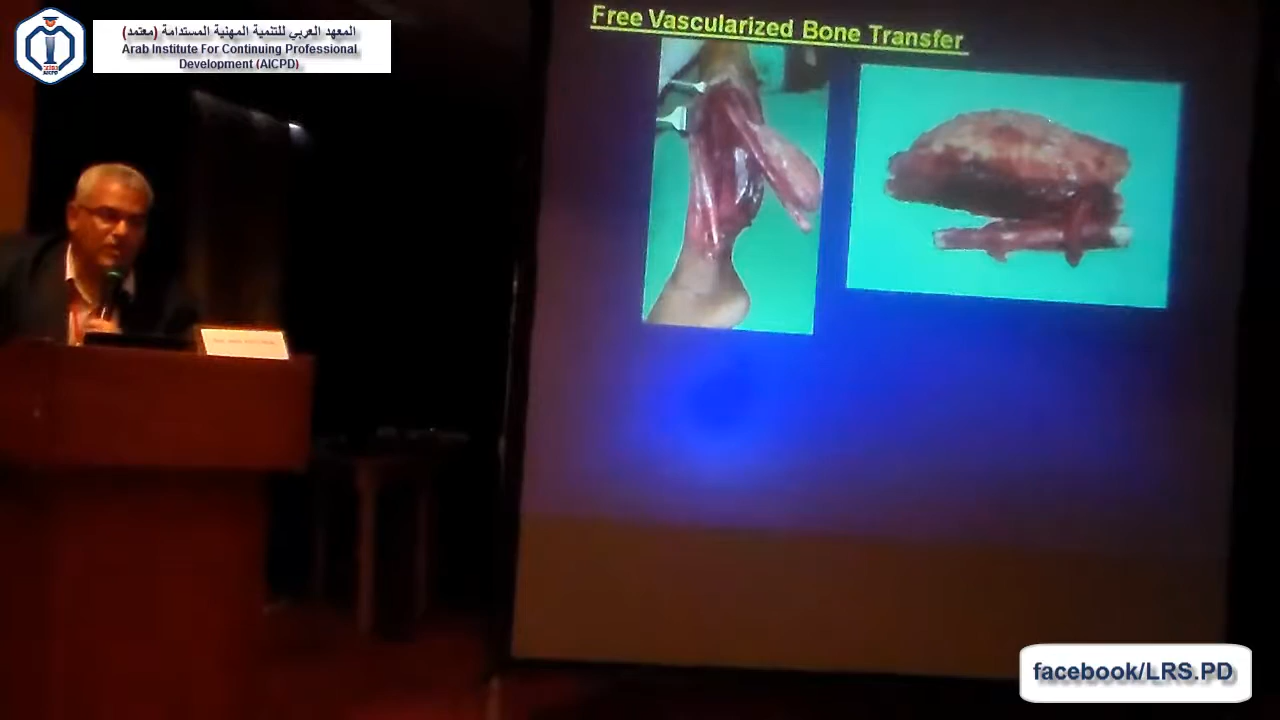 المعهد العربي للتنمية المهنية المستدامة (معتمد)
Arab Institute For Continuing Professional
Development (AICPD)
AICPD
Free Vascularized Bone Transfer
facebook/LRS.PD